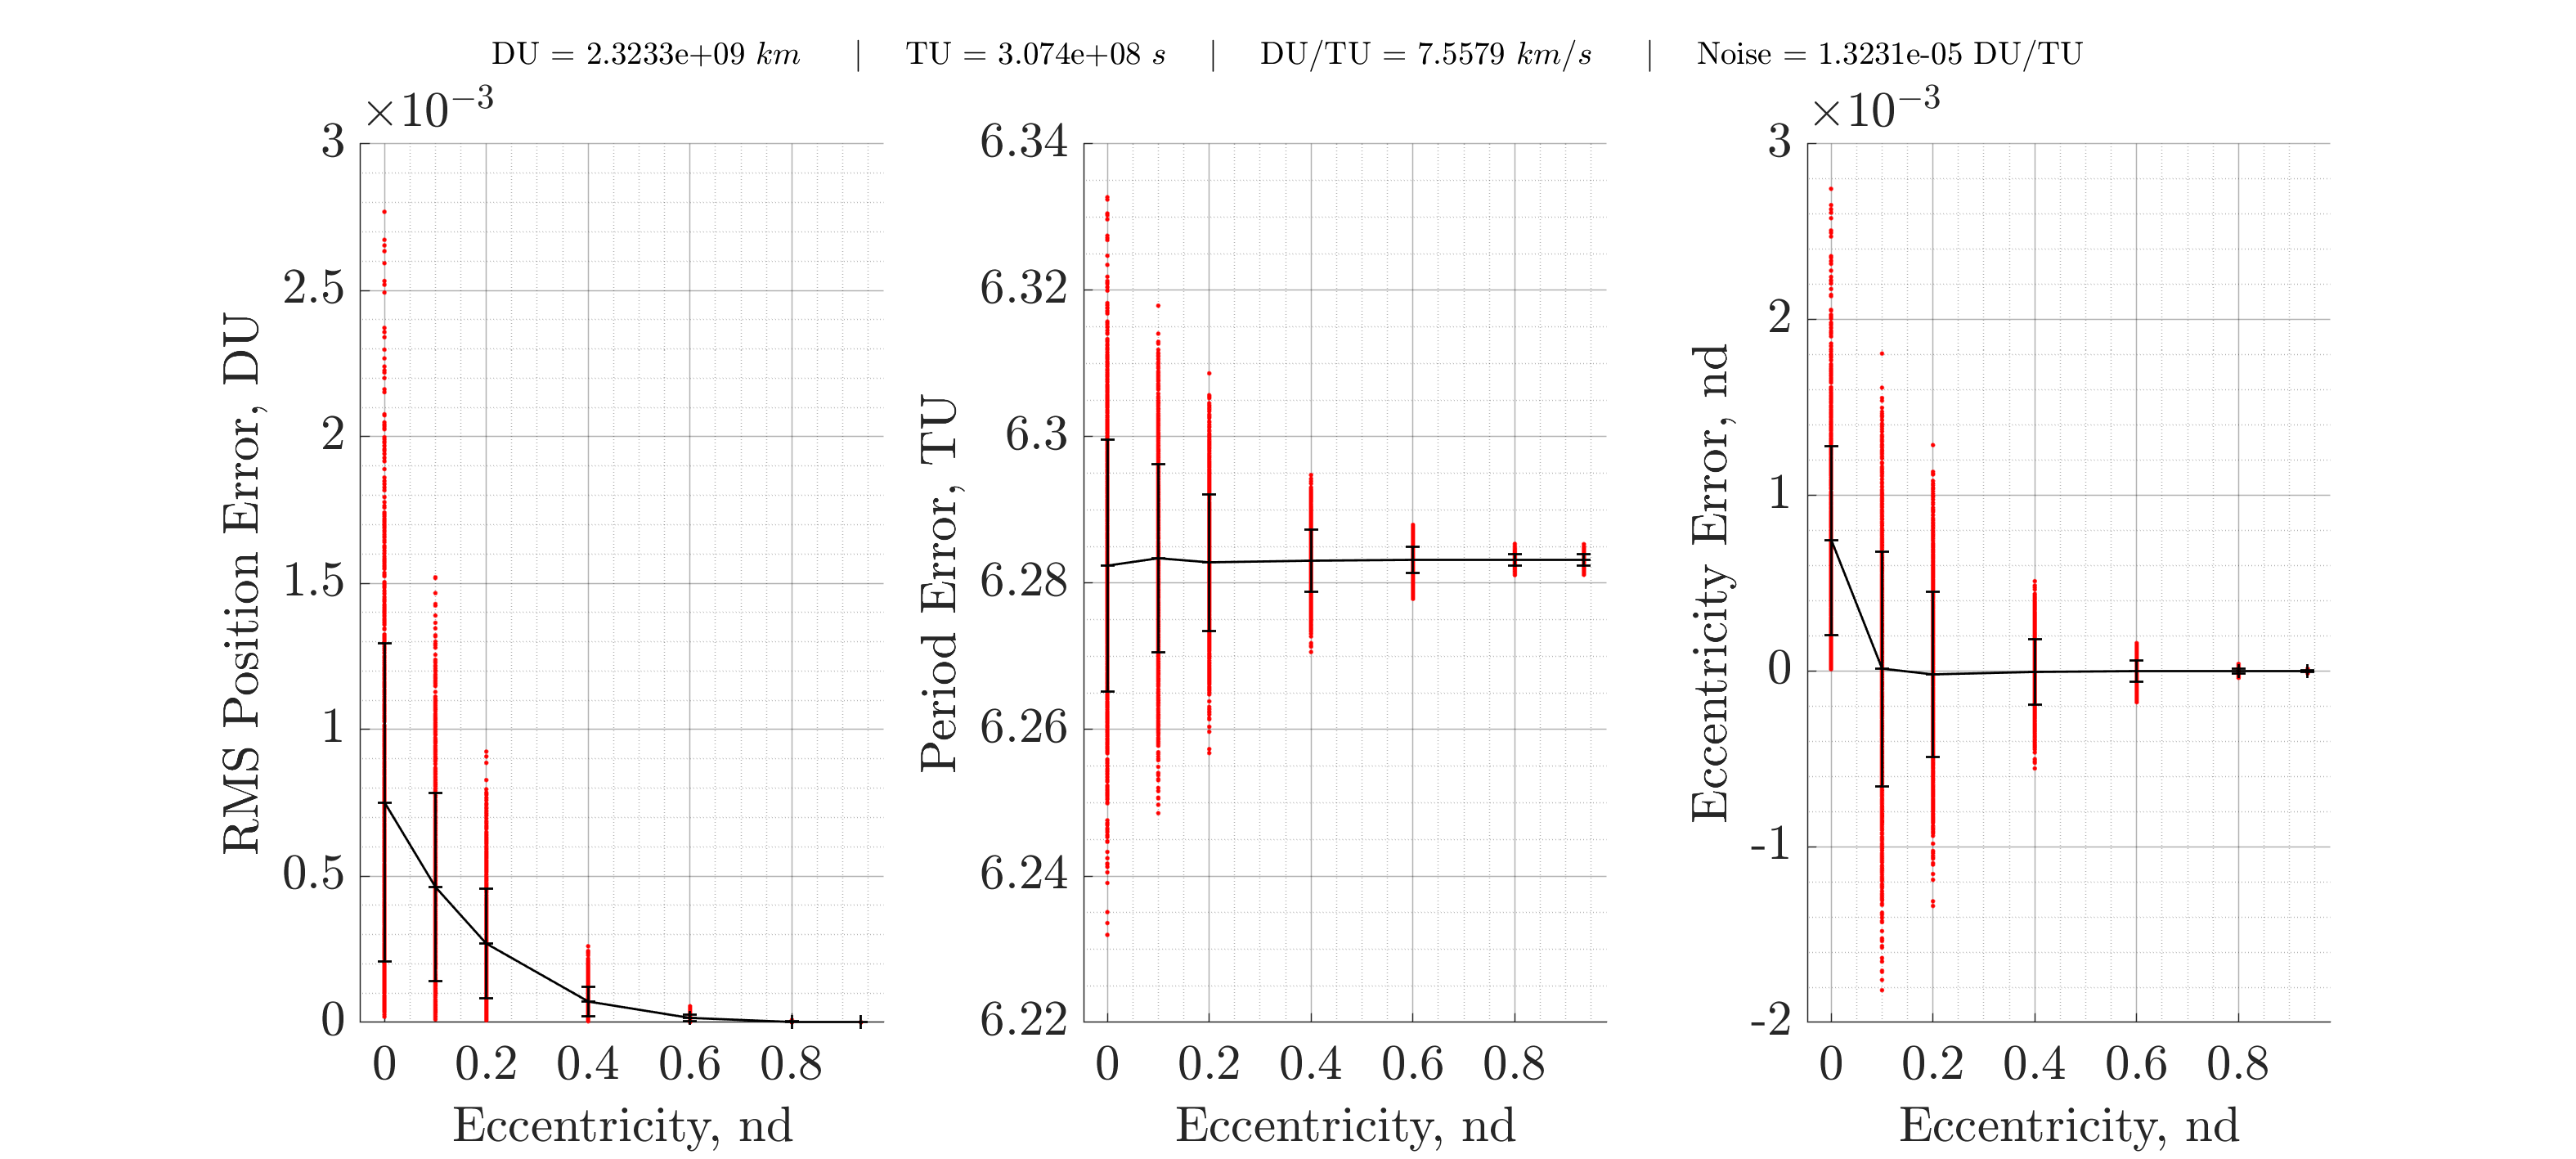 DU = 2.3233e+09 km | TU = 3.074e+08 s | DU/TU = 7.5579 km/s | Noise = 1.3231e-05 DU/TU
×10⁻³
3
2.5
2
1.5
1
0.5
0
RMS Position Error, DU
0 0.2 0.4 0.6 0.8
Eccentricity, nd
6.34
6.32
6.3
6.28
6.26
6.24
6.22
Period Error, TU
0 0.2 0.4 0.6 0.8
Eccentricity, nd
×10⁻³
3
2
1
0
-1
-2
Eccentricity Error, nd
0 0.2 0.4 0.6 0.8
Eccentricity, nd